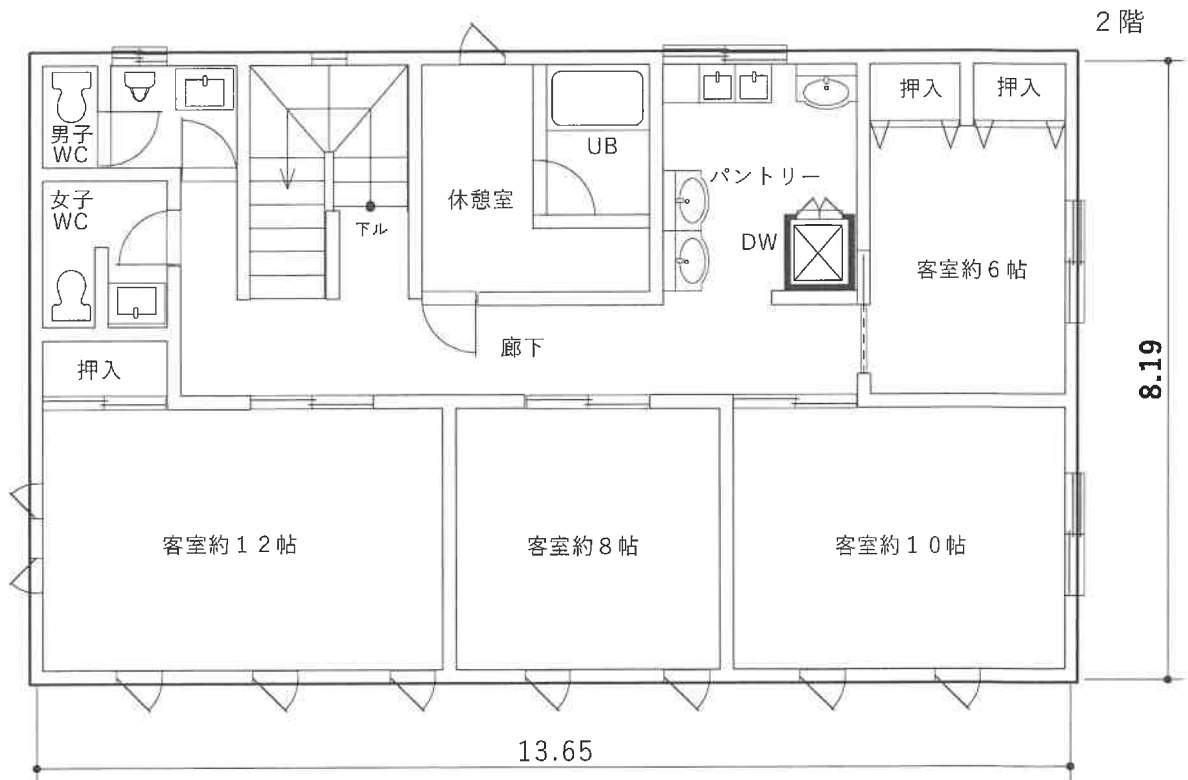 2階
押入
押入
男子
WC
UB
パントリー
女子
WC
休憩室
下ル
DW
客室約6帖
廊下
押入
8.19
客室約12帖
客室約8帖
客室約10帖
13.65